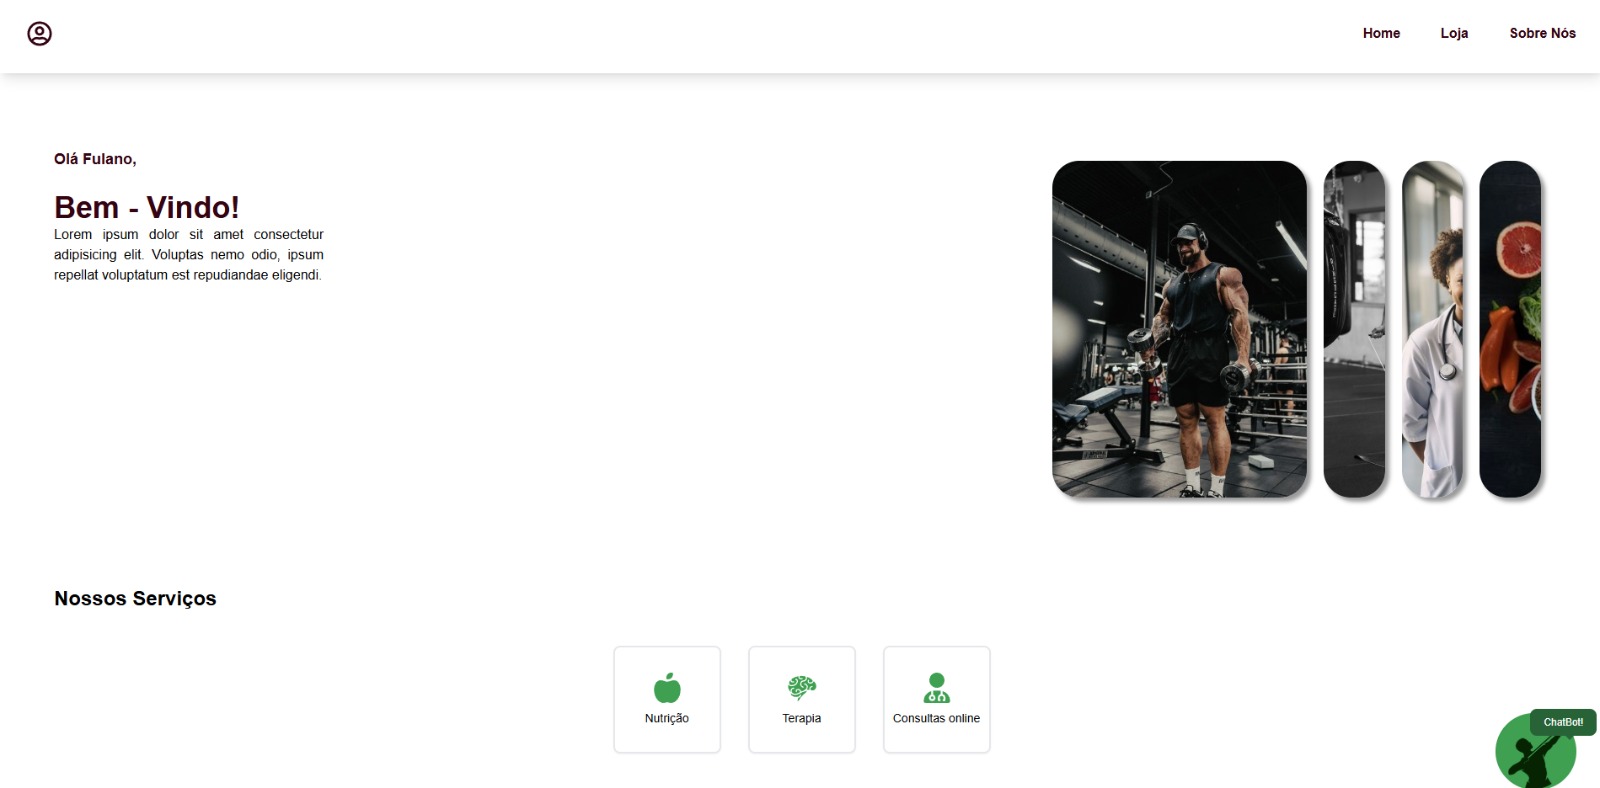 Home
Loja
Sobre Nós
Olá Fulano,
Bem - Vindo!
Lorem ipsum dolor sit amet consectetur
adipisicing elit. Voluptas nemo odio, ipsum
repellat voluptatum est repudiandae eligendi.
Nossos Serviços
Nutrição
Terapia
Consultas online
ChatBot!